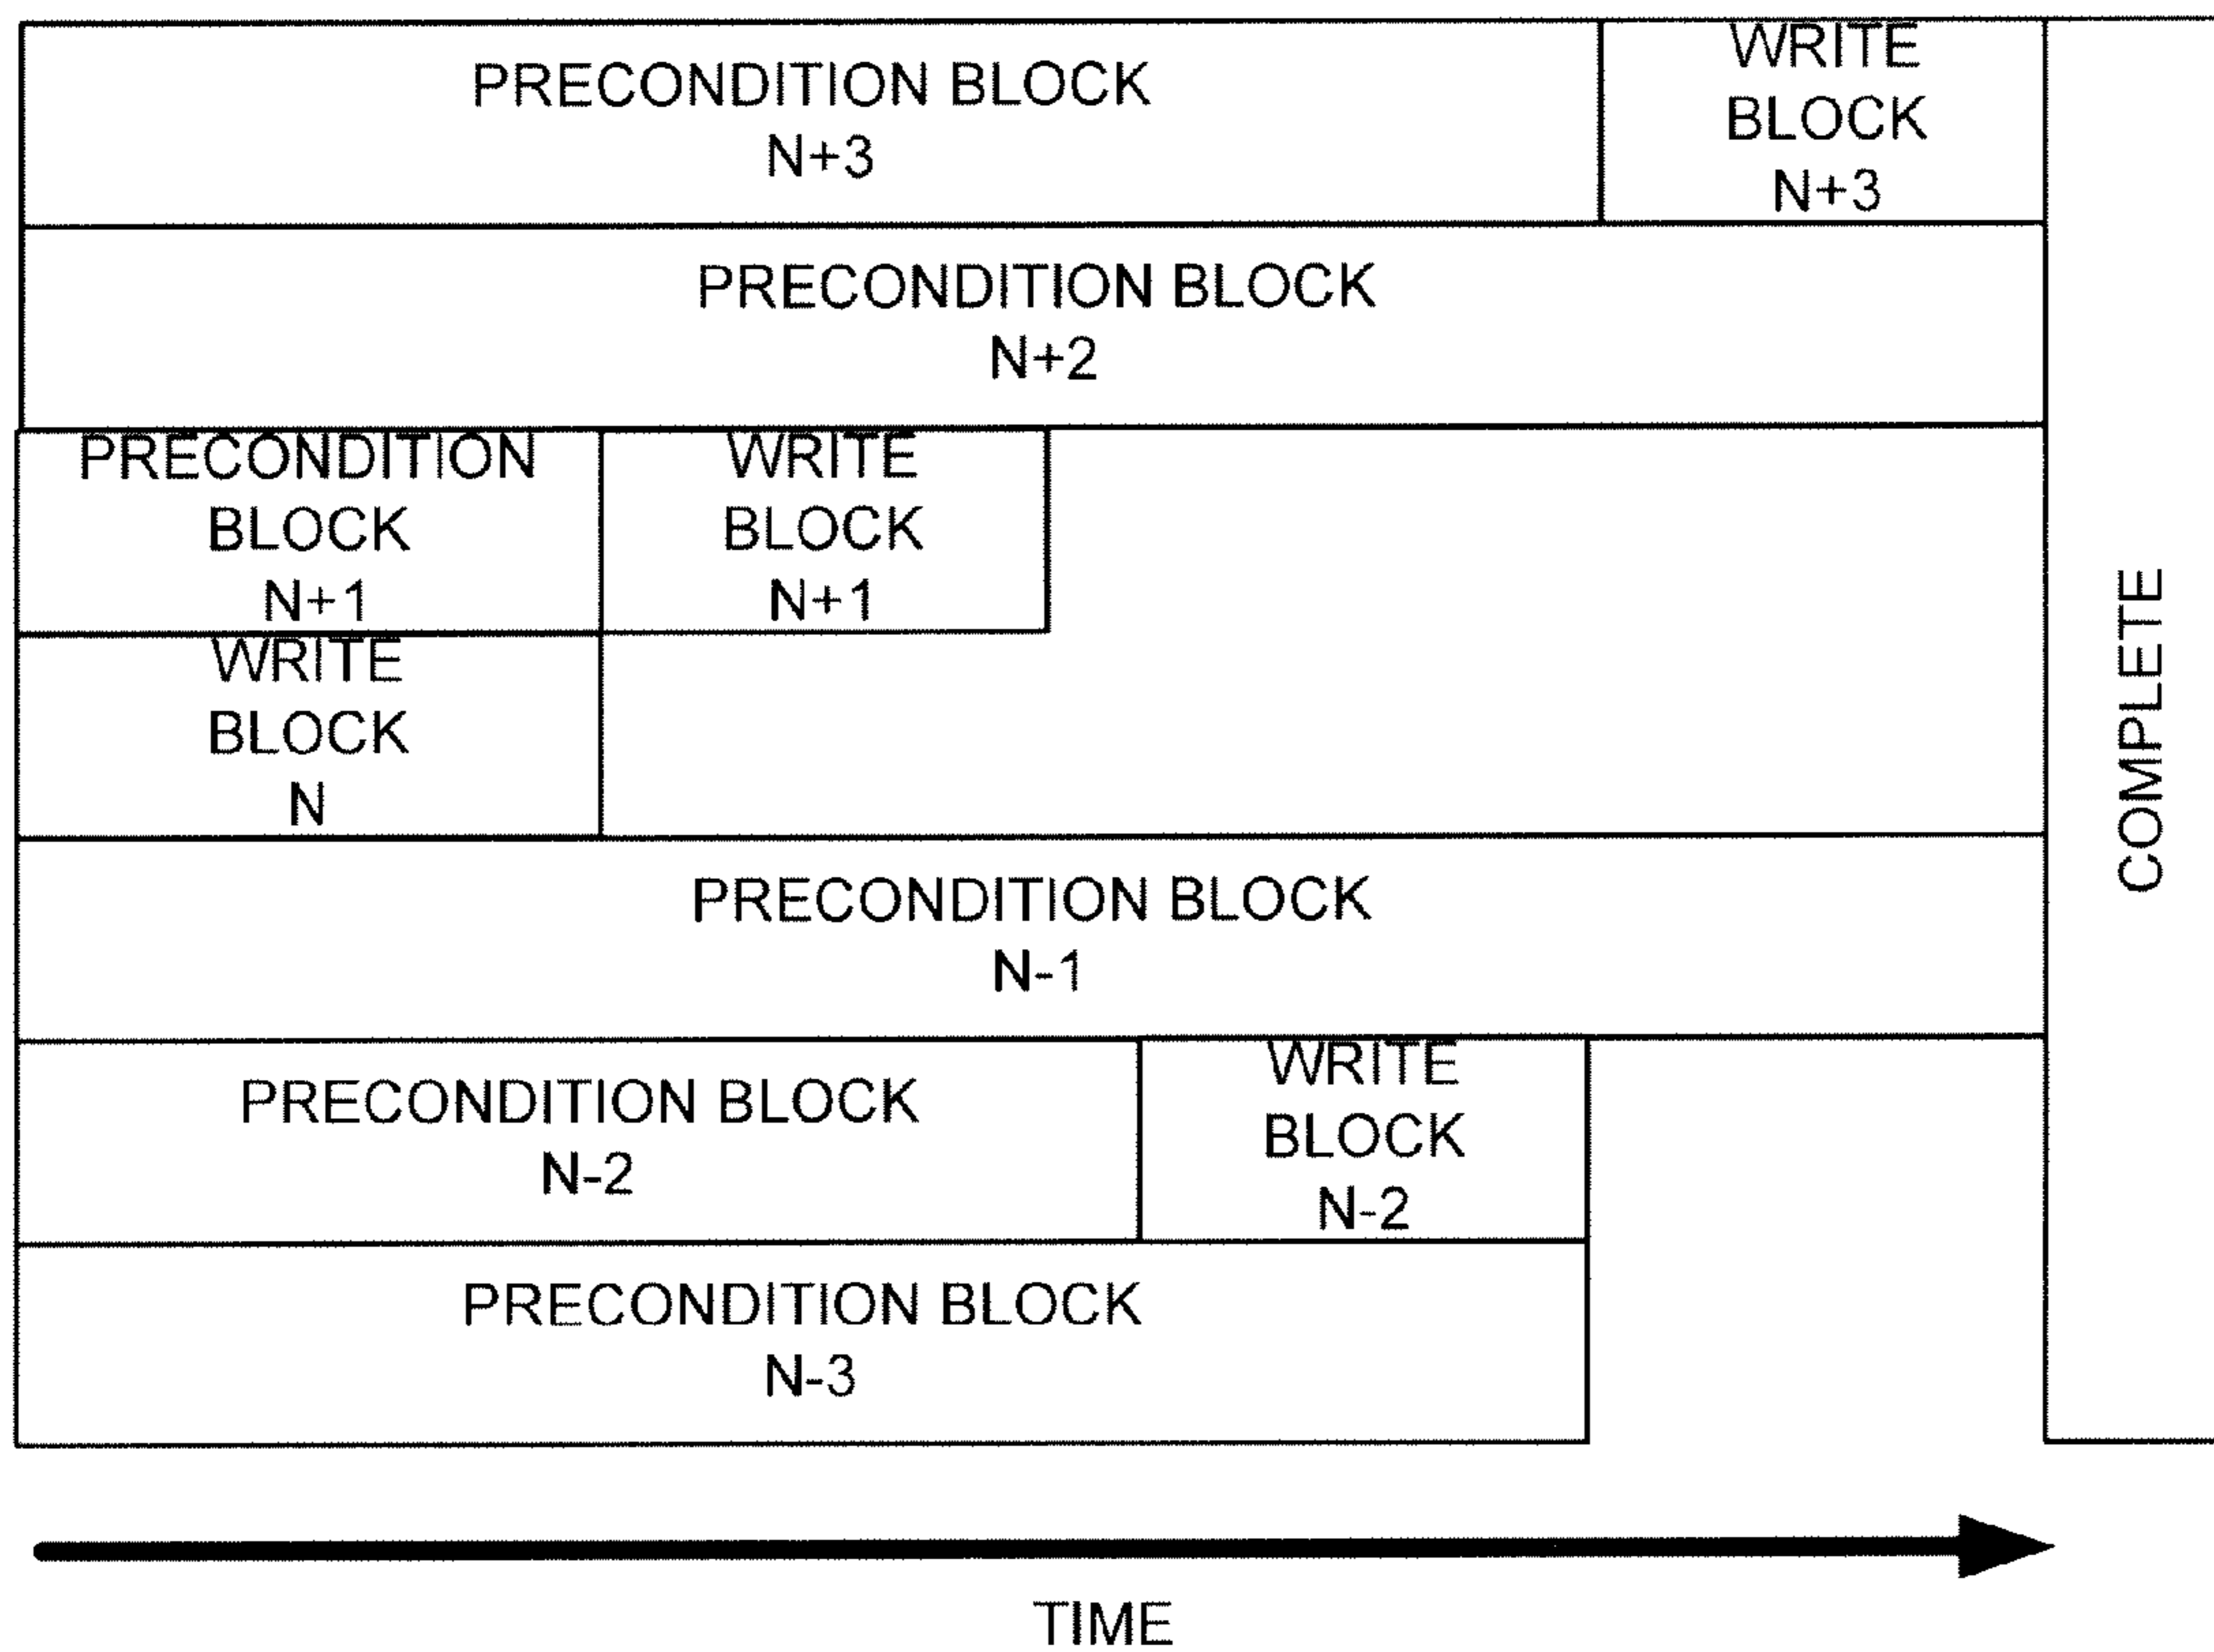 PRECONDITION BLOCK
N+3
WRITE
BLOCK
N+3
PRECONDITION BLOCK
N+2
PRECONDITION
BLOCK
N+1
WRITE
BLOCK
N+1
WRITE
BLOCK
N
PRECONDITION BLOCK
N-1
PRECONDITION BLOCK
N-2
WRITE
BLOCK
N-2
PRECONDITION BLOCK
N-3
COMPLETE
TIME